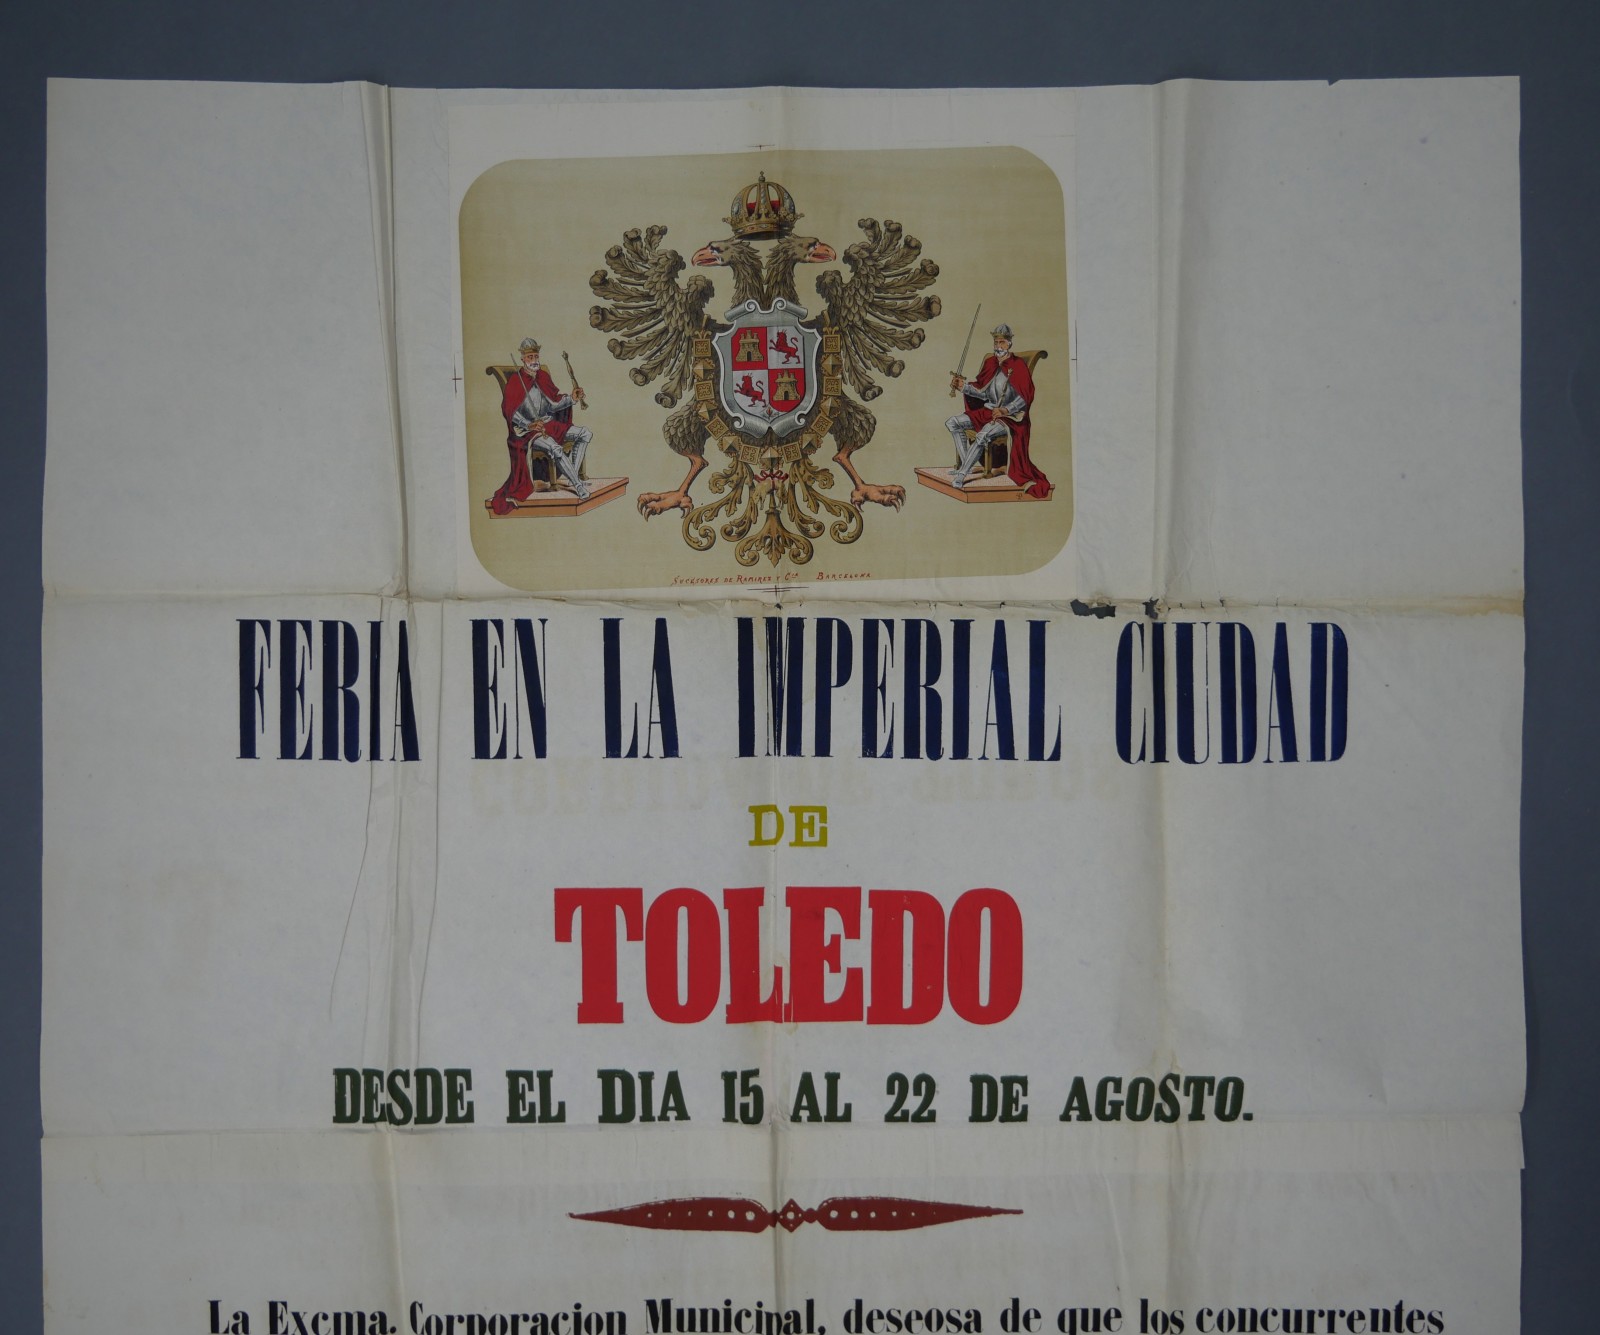 SUCESORES DE RAMIREZ Y Cía BARCELONA
FERIA EN LA IMPERIAL CIUDAD
DE
TOLEDO
DESDE EL DIA 15 AL 22 DE AGOSTO.
La Excma. Corporacion Municipal, deseosa de que los concurrentes